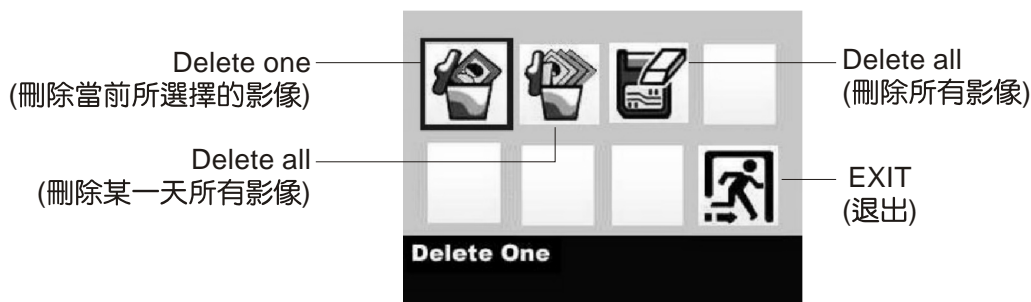 Delete one
(刪除當前所選擇的影像)
Delete all
(刪除某一天所有影像)
Delete all
(刪除所有影像)
EXIT
(退出)
Delete One